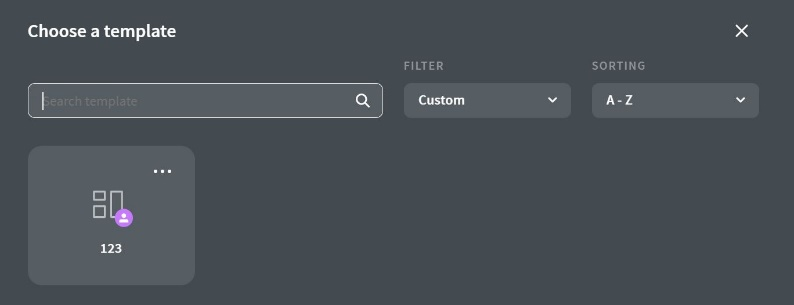 Choose a template
FILTER
SORTING
Search template
Custom
A - Z
123